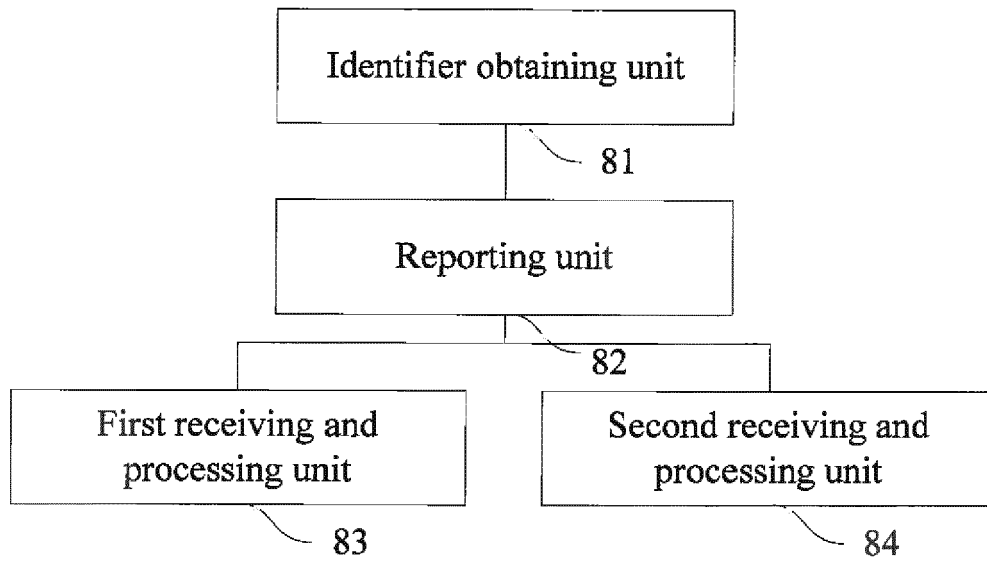 Identifier obtaining unit
81
Reporting unit
82
First receiving and
processing unit
83
Second receiving and
processing unit
84